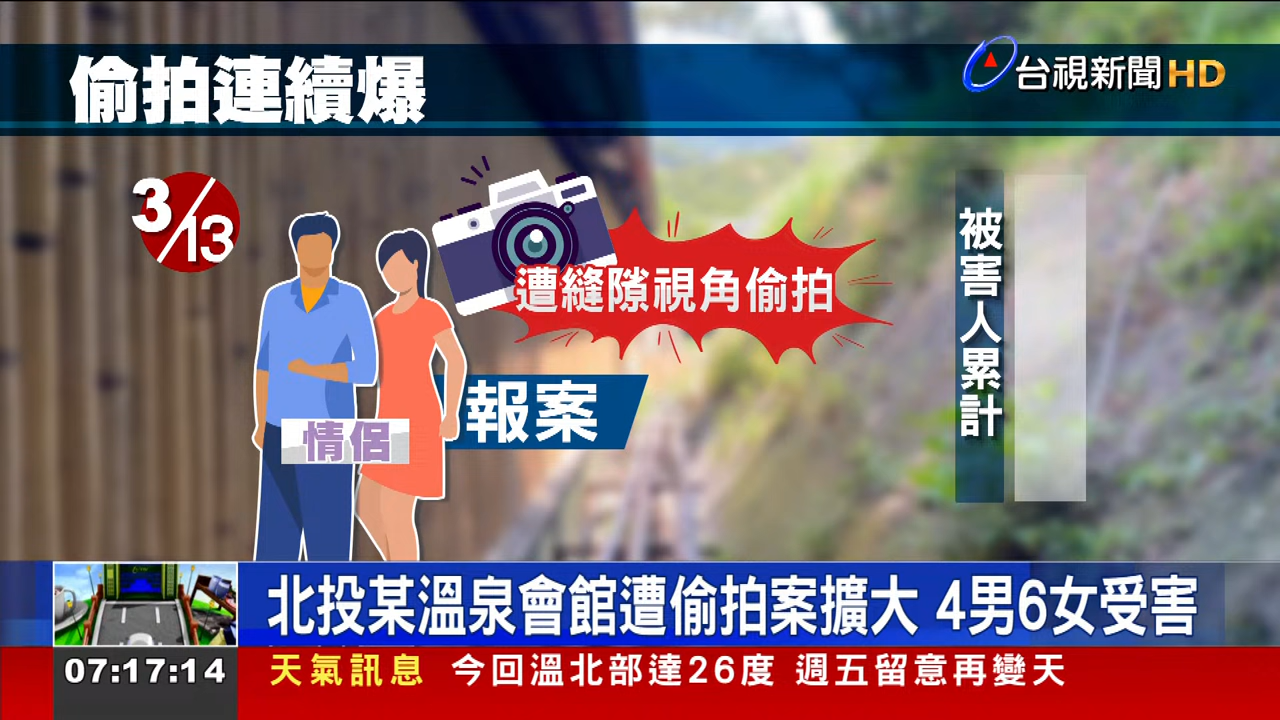 偷拍連續爆
台視新聞HD
3/13
遭縫隙視角偷拍
報案
情侶
被害人累計
北投某溫泉會館遭偷拍案擴大 4男6女受害
07:17:14
天氣訊息 今回溫北部達26度 週五留意再變天